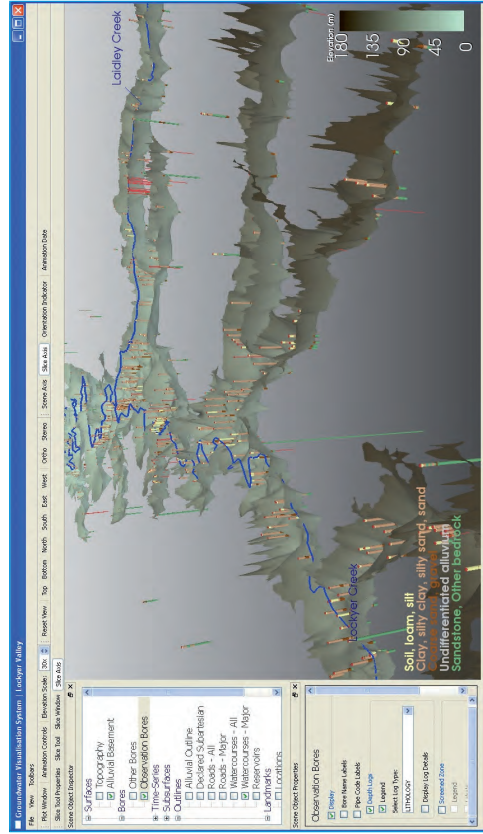 Groundwater Visualisation System | Lockyer Valley
File View Toolbars
Plot Window Animation Controls Elevation Scale: 30x Reset View Top Bottom North South East West Ortho Stereo Scene Axis Slice Axis Orientation Indicator Animation Date
Slice Tool Properties Slice Tool Slice Window Slice Axis
Scene Object Inspector
Surfaces
Topography
Alluvial Basement
Bores
Other Bores
Observation Bores
Time-Series
Subsurfaces
Outlines
Alluvial Outline
Declared Subartesian
Roads - All
Roads - Major
Watercourses - All
Watercourses - Major
Reservoirs
Landmarks
Locations
Scene Object Properties
Observation Bores
Display
Bore Name Labels
Pipe Code Labels
Depth Logs
Legend
Select Log Type:
LITHOLOGY
Display Log Details
Screened Zone
Legend
Labels
Laidley Creek
Lockyer Creek
Soil, loam, silt
Clay, silty clay, silty sand, sand
Undifferentiated alluvium
Sandstone, Other bedrock
Elevation (m)
180
135
90
45
0